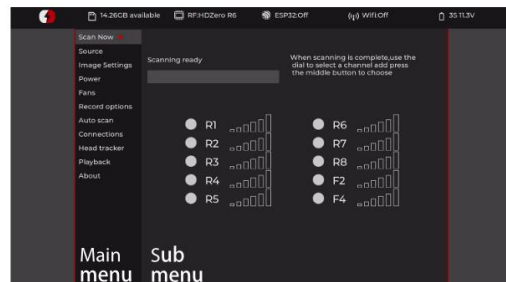 14.26GB available RF:HDZero R6 ESP32:Off WiFi:Off 3S 11.3V
Scan Now
Source
Image Settings
Power
Fans
Record options
Auto scan
Connections
Head tracker
Playback
About
Scanning ready
When scanning is complete,use the
dial to select a channel add press
the middle button to choose
R1
R2
R3
R4
R5
R6
R7
R8
F2
F4
Main
menu
Sub
menu